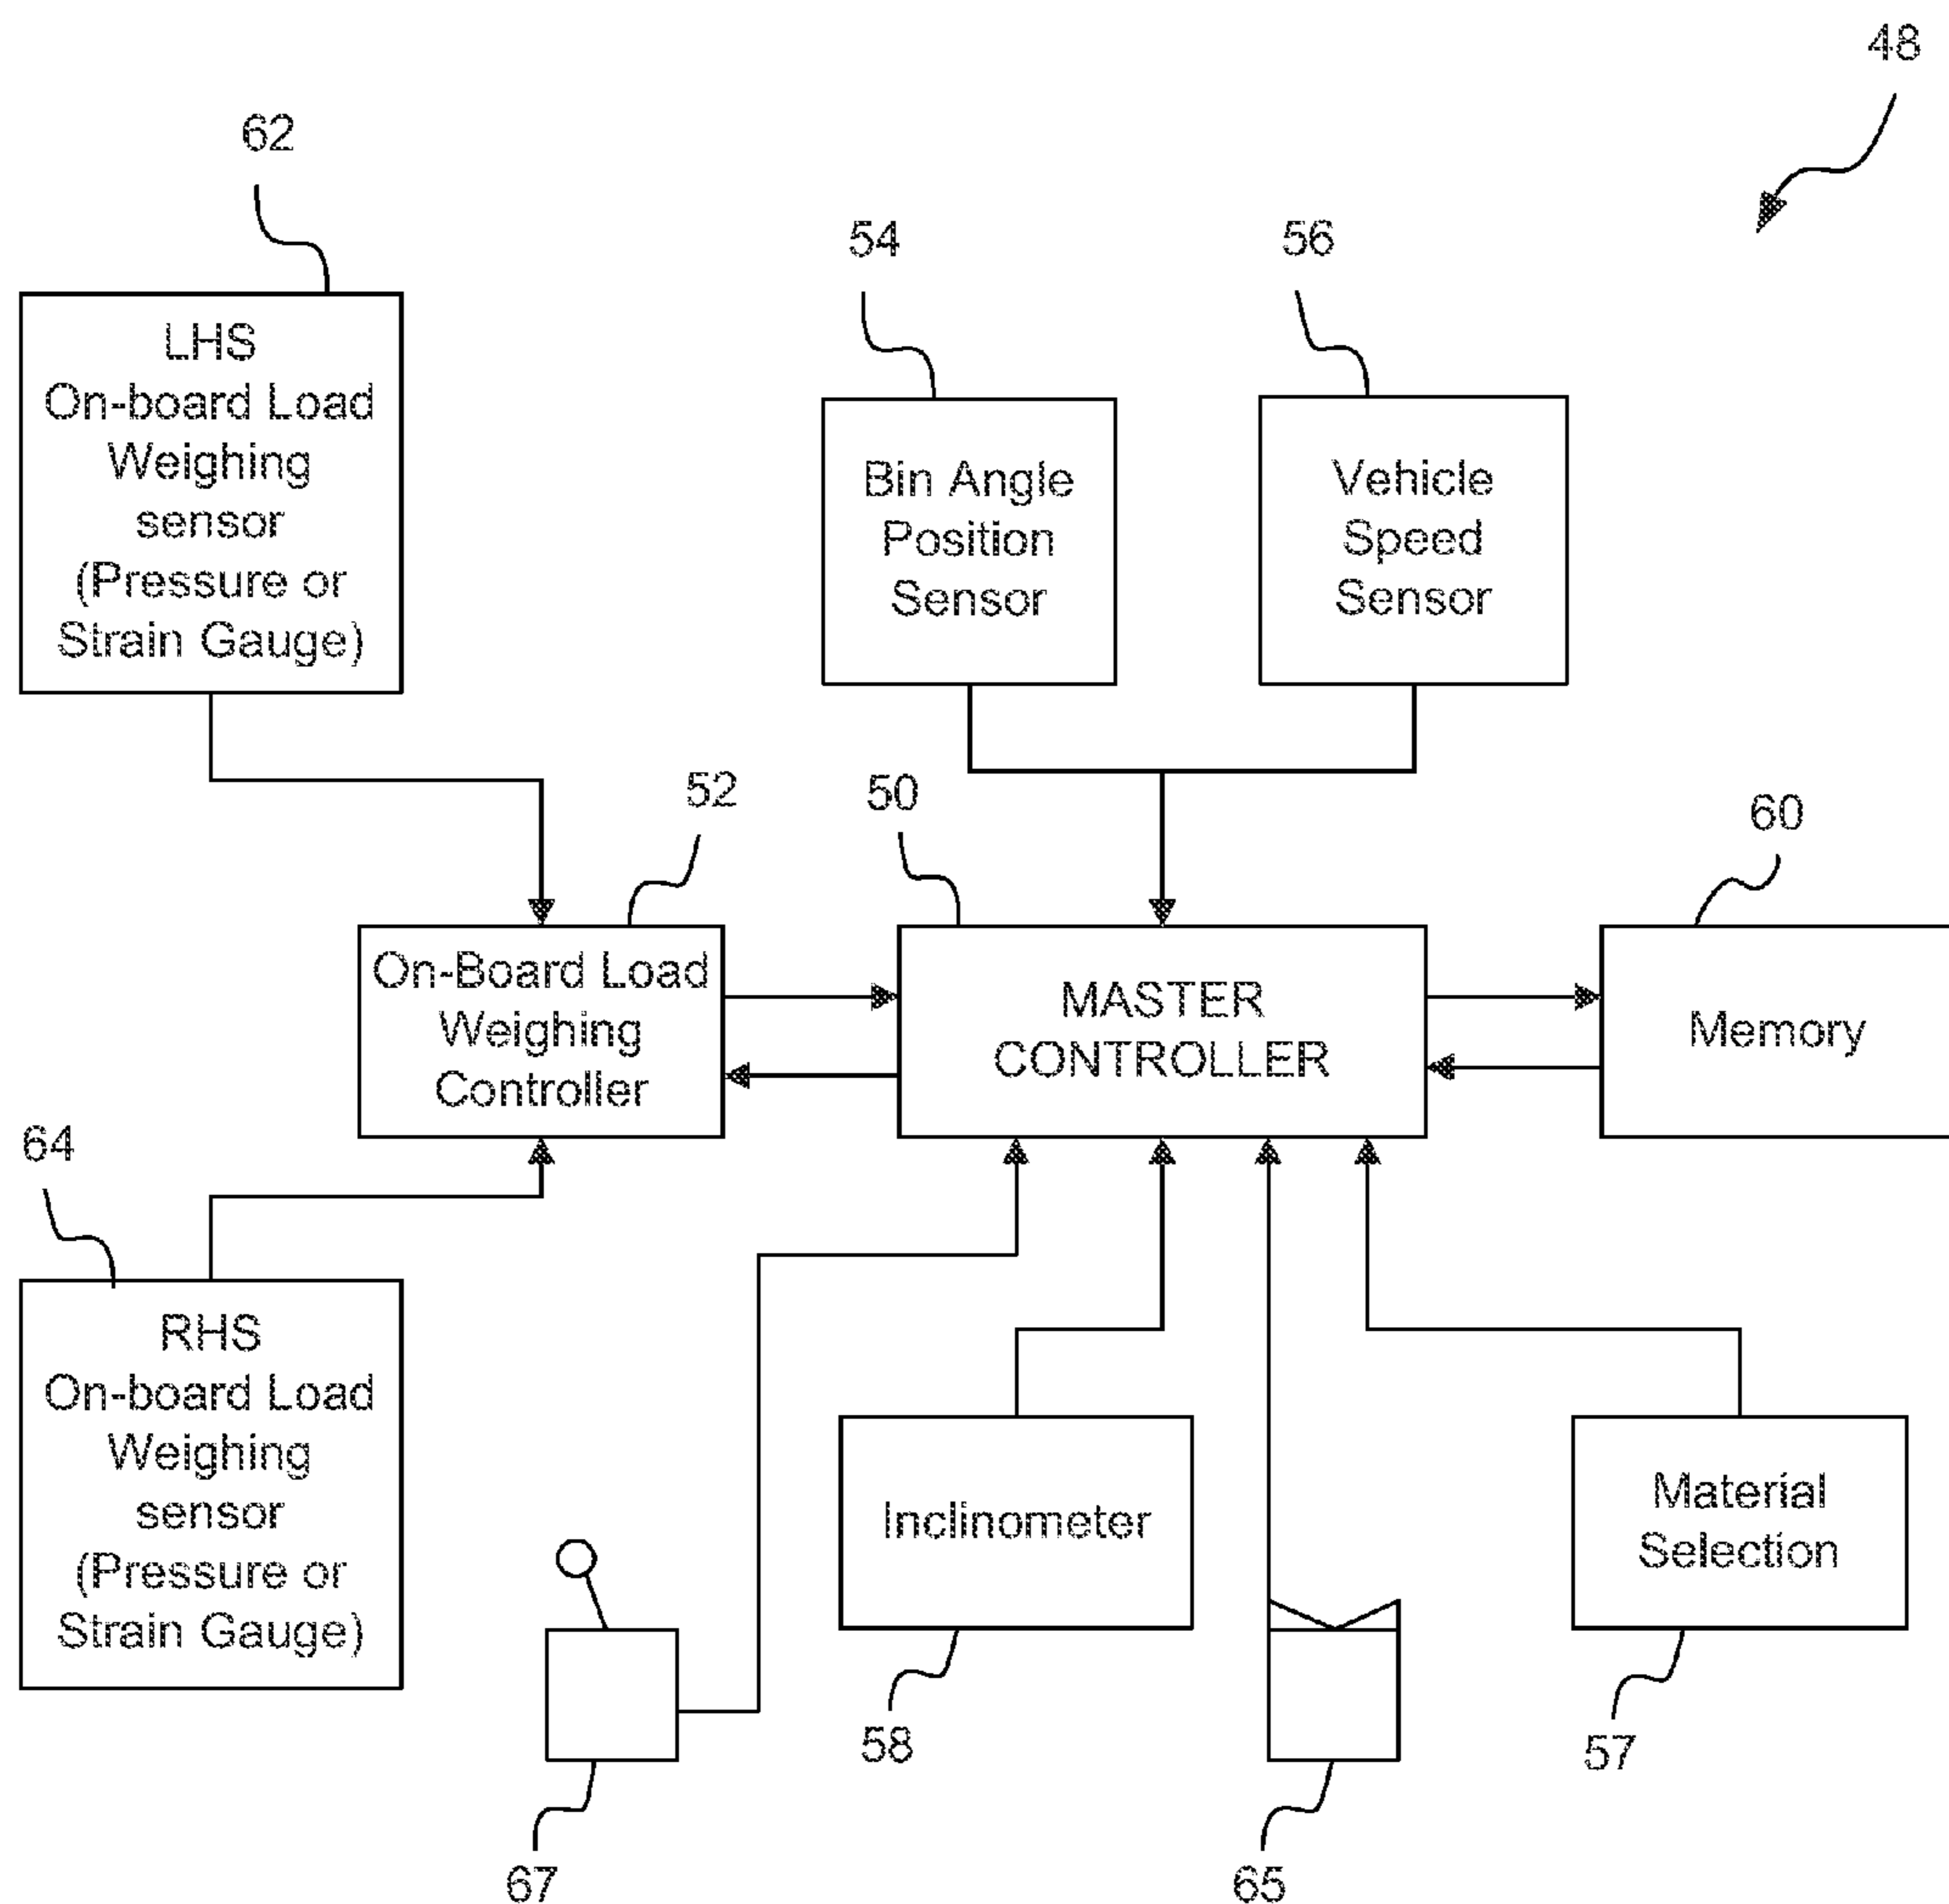 48
62
54
56
LHS
On-board Load
Weighing
sensor
(Pressure or
Strain Gauge)
Bin Angle
Position
Sensor
Vehicle
Speed
Sensor
52
50
60
On-Board Load
Weighing
Controller
MASTER
CONTROLLER
Memory
64
RHS
On-board Load
Weighing
sensor
(Pressure or
Strain Gauge)
Inclinometer
Material
Selection
58
57
67
65